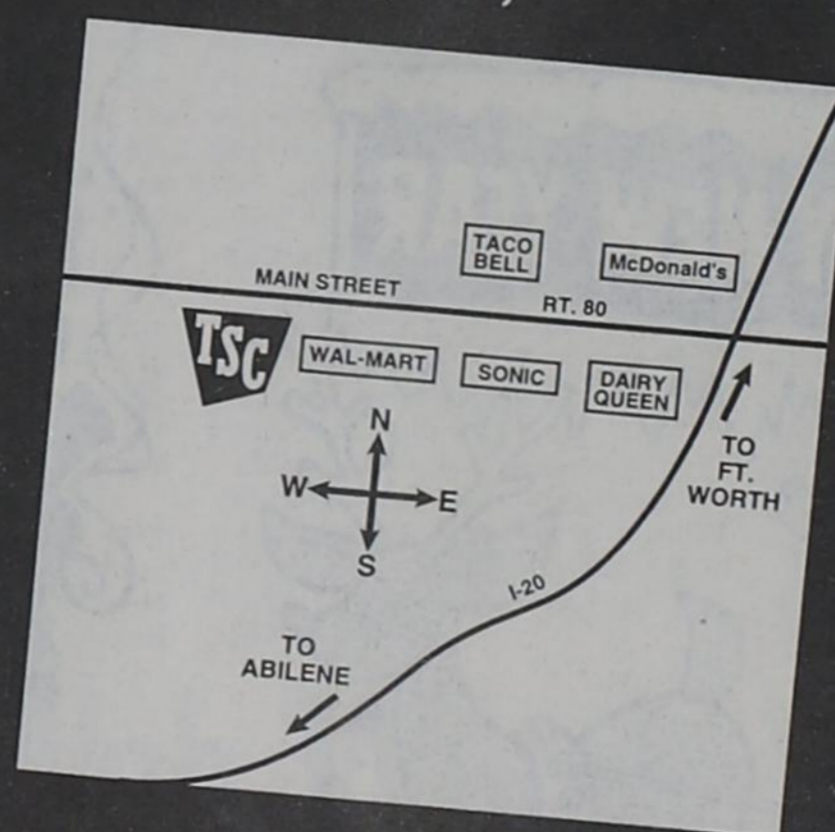 TACO
BELL
McDonald's
MAIN STREET
RT. 80
TSC
WAL-MART
SONIC
DAIRY
QUEEN
N
W E
S
TO
FT.
WORTH
I-20
TO
ABILENE